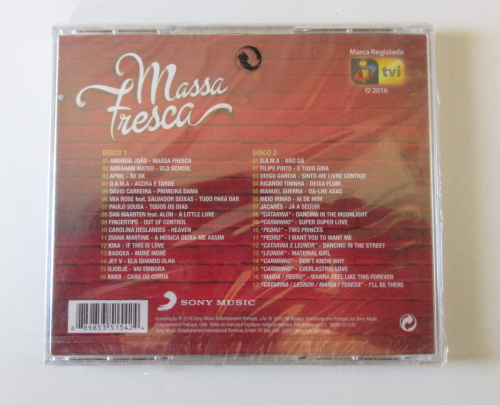 Massa
Fresca
Marca Registada
tvi
© 2016
DISCO 1
01 ANDREIA JOÃO - MASSA FRESCA
02 ABRAHAM MATEO - OLD SCHOOL
03 APRIL - SE OK
04 D.A.M.A - AGORA É TARDE
05 DAVID CARREIRA - PRIMEIRA DAMA
06 MIA ROSE feat. SALVADOR SEIXAS - TUDO PARA DAR
07 PAULO SOUSA - TODOS OS DIAS
08 DAN MAARTEN feat. ALON - A LITTLE LOVE
09 FINGERTIPS - OUT OF CONTROL
10 CAROLINA DESLANDES - HEAVEN
11 DIANA MARTINS - A MÚSICA DEIXA-ME ASSIM
12 KIKA - IF THIS IS LOVE
13 BADOXA - MORÉ MORÉ
14 JEY V - ELA QUANDO OLHA
15 DJODJE - VAI EMBORA
16 - CARA OU COROA
DISCO 2
01 D.A.M.A - NÃO DÁ
02 FILIPE PINTO - É TUDO GIRA
03 DIOGO GARCIA - SINTO-ME LIVRE CONTIGO
04 RICARDO TININHA - DEIXA FLUIR
05 MANUEL GUERRA - DÁ-LHE ASAS
06 MEIO IRMÃO - AI DE MIM
07 JACARÉS - JÁ A SEGUIR
08 "CATARINA" - DANCING IN THE MOONLIGHT
09 "CARMINHO" - SUPER DUPER LOVE
10 "PEDRO" - TWO PRINCES
11 "PEDRO" - I WANT YOU TO WANT ME
12 "CATARINA E LEONOR" - DANCING IN THE STREET
13 "LEONOR" - MATERIAL GIRL
14 "CARMINHO" - DON'T KNOW WHY
15 "CARMINHO" - EVERLASTING LOVE
16 "MARIA / PEDRO" - WANNA FEEL LIKE THIS FOREVER
17 "CATARINA / LEONOR / MARIA / TERESA" - I'LL BE THERE
SONY MUSIC